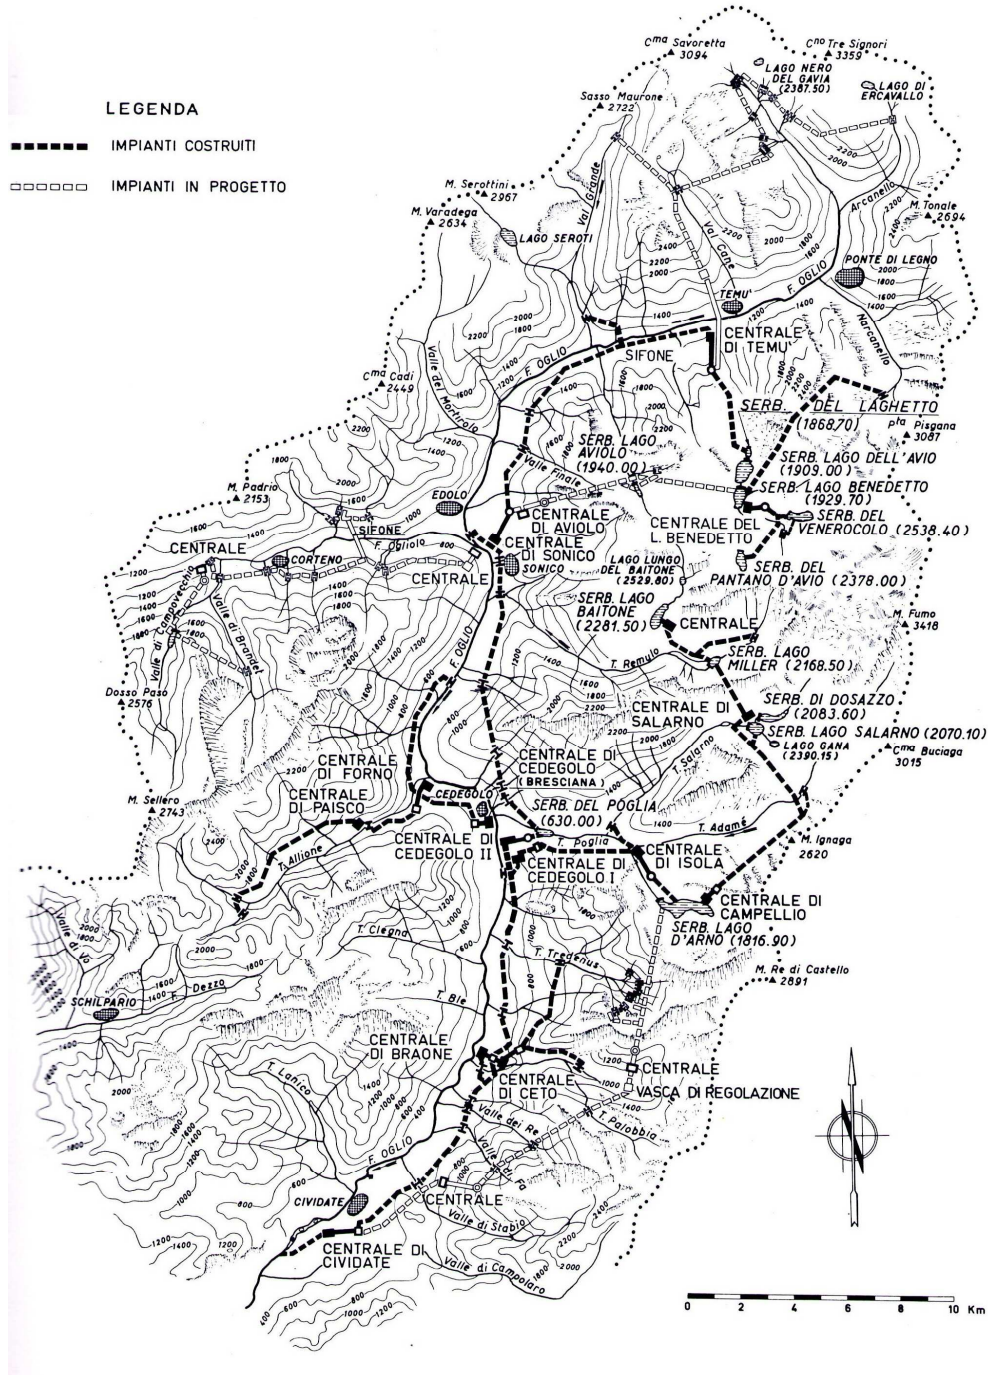 LEGENDA
IMPIANTI COSTRUITI
IMPIANTI IN PROGETTO
Cma Savoretta
3094
Cno Tre Signori
3359
LAGO NERO
DEL GAVIA
(2387.50)
LAGO DI
ERCAVALLO
Sasso Maurone
2722
M. Serottini
2967
M. Varadega
2634
LAGO SEROTI
Val Grande
Val Cane
Arcanello
M. Tonale
2694
PONTE DI LEGNO
F. OGLIO
TEMU'
Narcanello
CENTRALE
DI TEMU'
SIFONE
F. OGLIO
Valle del Mortirolo
Cma Cadi
2449
SERB. DEL LAGHETTO
(1868.70)
Pta Pisgana
3087
SERB. LAGO
AVIOLO
(1940.00)
Valle Finale
SERB. LAGO DELL'AVIO
(1909.00)
SERB. LAGO BENEDETTO
(1929.70)
M. Padrio
2153
EDOLO
SIFONE
CENTRALE
DI AVIOLO
CENTRALE DEL
L. BENEDETTO
SERB. DEL
VENEROCOLO (2538.40)
CENTRALE
CORTENO
F. Ogliolo
CENTRALE
DI SONICO
SONICO
CENTRALE
LAGO LUNGO
DEL BAITONE
(2529.80)
SERB. DEL
PANTANO D'AVIO (2378.00)
SERB. LAGO
BAITONE
(2281.50)
CENTRALE
M. Fumo
3418
Valle di Campovecchio
Valle di Brandet
F. OGLIO
T. Remulo
SERB. LAGO
MILLER (2168.50)
Dosso Paso
2576
SERB. DI DOSAZZO
(2083.60)
CENTRALE DI
SALARNO
SERB. LAGO SALARNO (2070.10)
LAGO GANA
(2390.15)
Cma Buciaga
3015
T. Salarno
CENTRALE
DI FORNO
CENTRALE DI
CEDEGOLO
(BRESCIANA)
CENTRALE
DI PAISCO
CEDEGOLO
SERB. DEL POGLIA
(630.00)
M. Sellero
2743
T. Adamé
M. Ignaga
2620
T. Allione
CENTRALE DI
CEDEGOLO II
T. Poglia
CENTRALE
DI ISOLA
CENTRALE DI
CEDEGOLO I
CENTRALE DI
CAMPELLIO
SERB. LAGO
D'ARNO (1816.90)
Valle di Vo
T. Clegna
T. Tredenus
M. Re di Castello
2891
F. Dezzo
SCHILPARIO
T. Ble
CENTRALE
DI BRAONE
CENTRALE
DI CETO
CENTRALE
VASCA DI REGOLAZIONE
T. Lanico
Valle dei Re
T. Palobbia
F. OGLIO
Valle di Fa
CIVIDATE
CENTRALE
Valle di Stabio
CENTRALE DI
CIVIDATE
Valle di Campolaro
0 2 4 6 8 10 Km